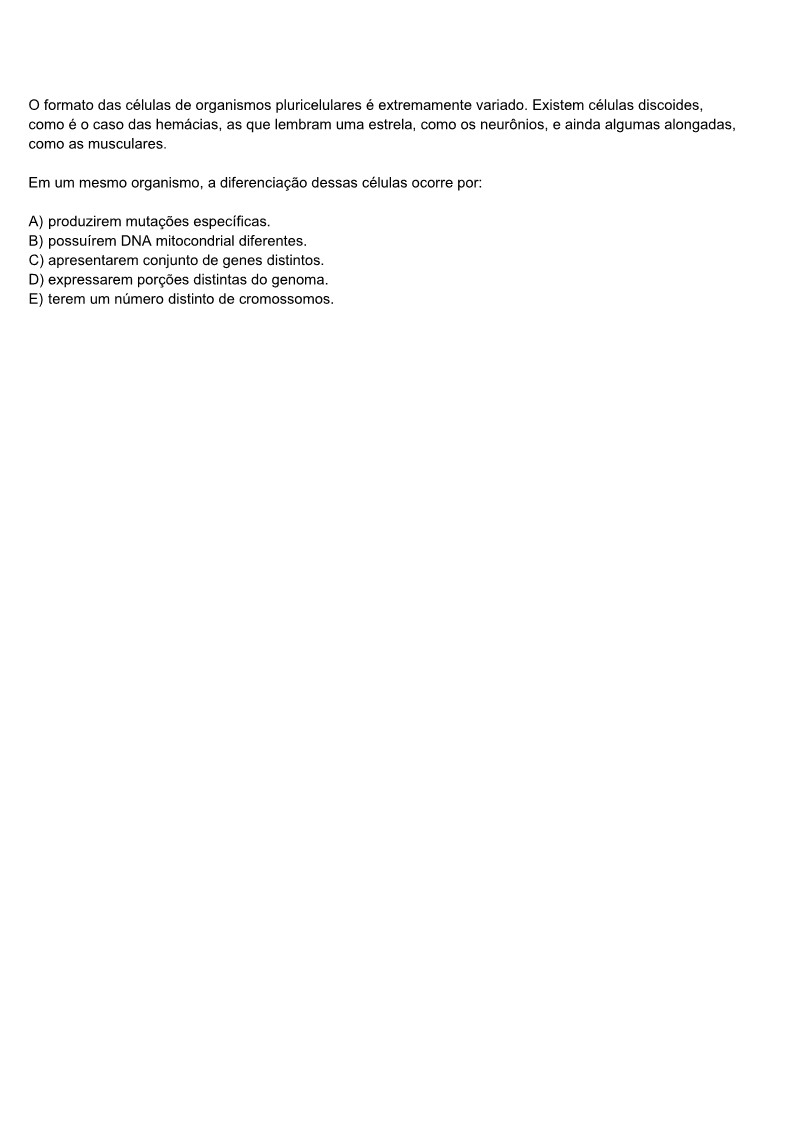 O formato das células de organismos pluricelulares é extremamente variado. Existem células discoides,
como é o caso das hemácias, as que lembram uma estrela, como os neurônios, e ainda algumas alongadas,
como as musculares.
Em um mesmo organismo, a diferenciação dessas células ocorre por:
A) produzirem mutações específicas.
B) possuírem DNA mitocondrial diferentes.
C) apresentarem conjunto de genes distintos.
D) expressarem porções distintas do genoma.
E) terem um número distinto de cromossomos.